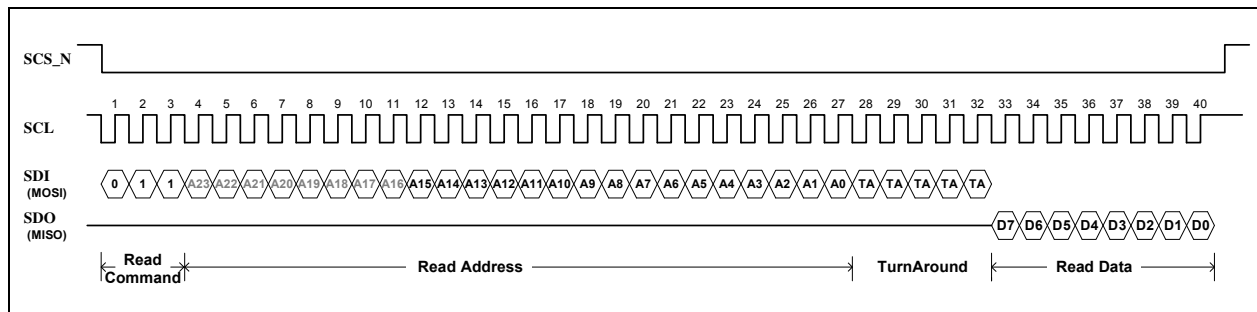 SCS_N
1 2 3 4 5 6 7 8 9 10 11 12 13 14 15 16 17 18 19 20 21 22 23 24 25 26 27 28 29 30 31 32 33 34 35 36 37 38 39 40
SCL
SDI
(MOSI)
0 1 1 A23 A22 A21 A20 A19 A18 A17 A16 A15 A14 A13 A12 A11 A10 A9 A8 A7 A6 A5 A4 A3 A2 A1 A0 TA TA TA TA TA
SDO
(MISO)
D7 D6 D5 D4 D3 D2 D1 D0
Read
Command
Read Address
TurnAround
Read Data